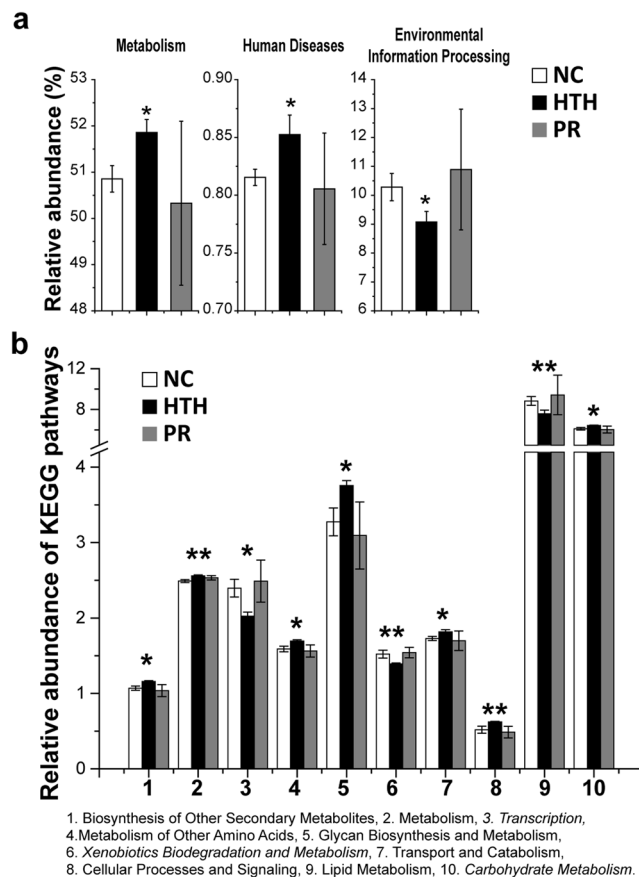 a
Metabolism
Human Diseases
Environmental
Information Processing
Relative abundance (%)
53
52
51
50
49
48
*
0.90
0.85
0.80
0.75
0.70
*
14
13
12
11
10
9
8
7
6
*
NC
HTH
PR
b
Relative abundance of KEGG pathways
12
8
4
3
2
1
0
NC
HTH
PR
* ** * * * ** * ** ** *
1 2 3 4 5 6 7 8 9 10
1. Biosynthesis of Other Secondary Metabolites, 2. Metabolism, 3. Transcription,
4.Metabolism of Other Amino Acids, 5. Glycan Biosynthesis and Metabolism,
6. Xenobiotics Biodegradation and Metabolism, 7. Transport and Catabolism,
8. Cellular Processes and Signaling, 9. Lipid Metabolism, 10. Carbohydrate Metabolism.